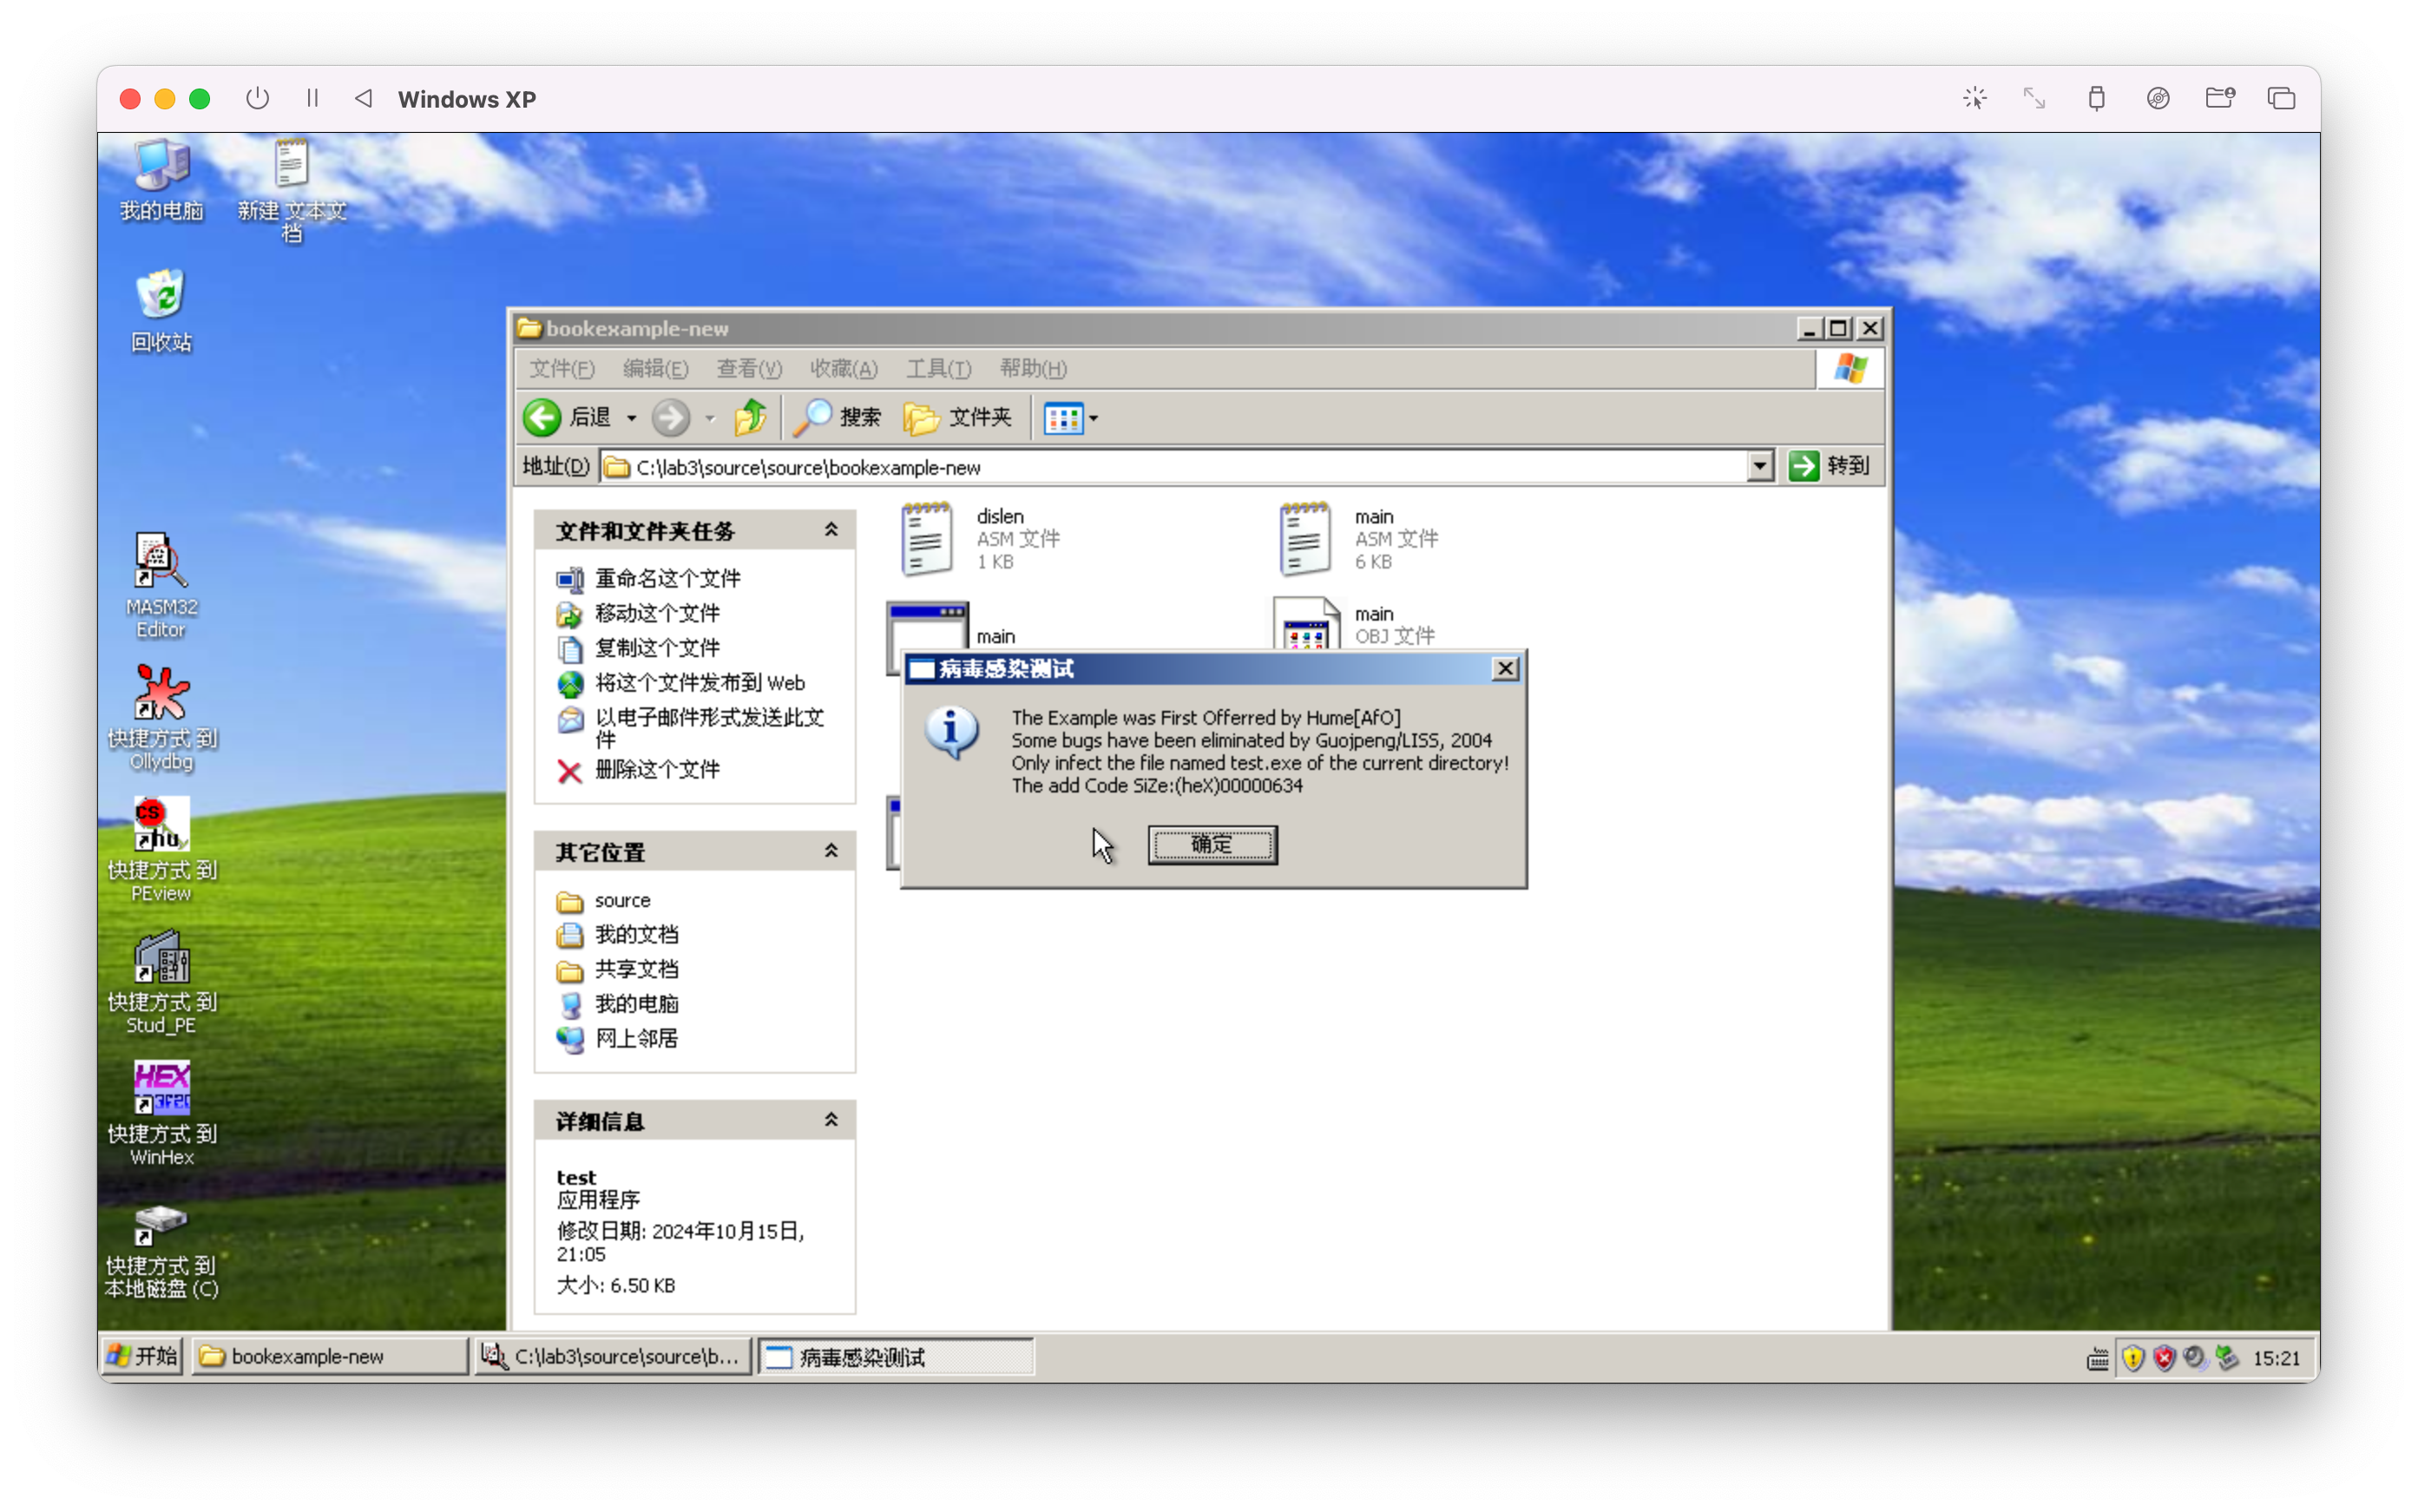 Windows XP
我的电脑
新建 文本文
档
回收站
MASM32
Editor
快捷方式 到
Ollydbg
快捷方式 到
PEview
快捷方式 到
Stud_PE
HEX
快捷方式 到
WinHex
快捷方式 到
本地磁盘 (C)
bookexample-new
文件(F) 编辑(E) 查看(V) 收藏(A) 工具(T) 帮助(H)
后退 搜索 文件夹
地址(D) C:\lab3\source\source\bookexample-new 转到
文件和文件夹任务
重命名这个文件
移动这个文件
复制这个文件
将这个文件发布到 Web
以电子邮件形式发送此文
件
删除这个文件
其它位置
source
我的文档
共享文档
我的电脑
网上邻居
详细信息
test
应用程序
修改日期: 2024年10月15日,
21:05
大小: 6.50 KB
dislen
ASM 文件
1 KB
main
ASM 文件
6 KB
main
main
OBJ 文件
病毒感染测试
The Example was First Offerred by Hume[AfO]
Some bugs have been eliminated by Guojpeng/LISS, 2004
Only infect the file named test.exe of the current directory!
The add Code SiZe:(heX)00000634
确定
开始 bookexample-new C:\lab3\source\source\b... 病毒感染测试 15:21